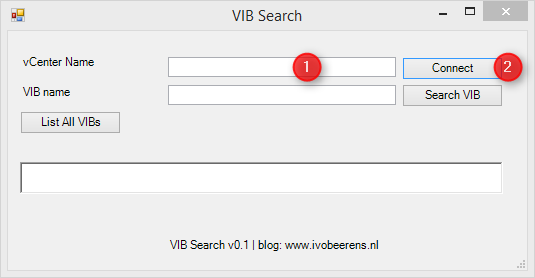 VIB Search
vCenter Name
1
Connect
2
VIB name
Search VIB
List All VIBs
VIB Search v0.1 | blog: www.ivobeerens.nl